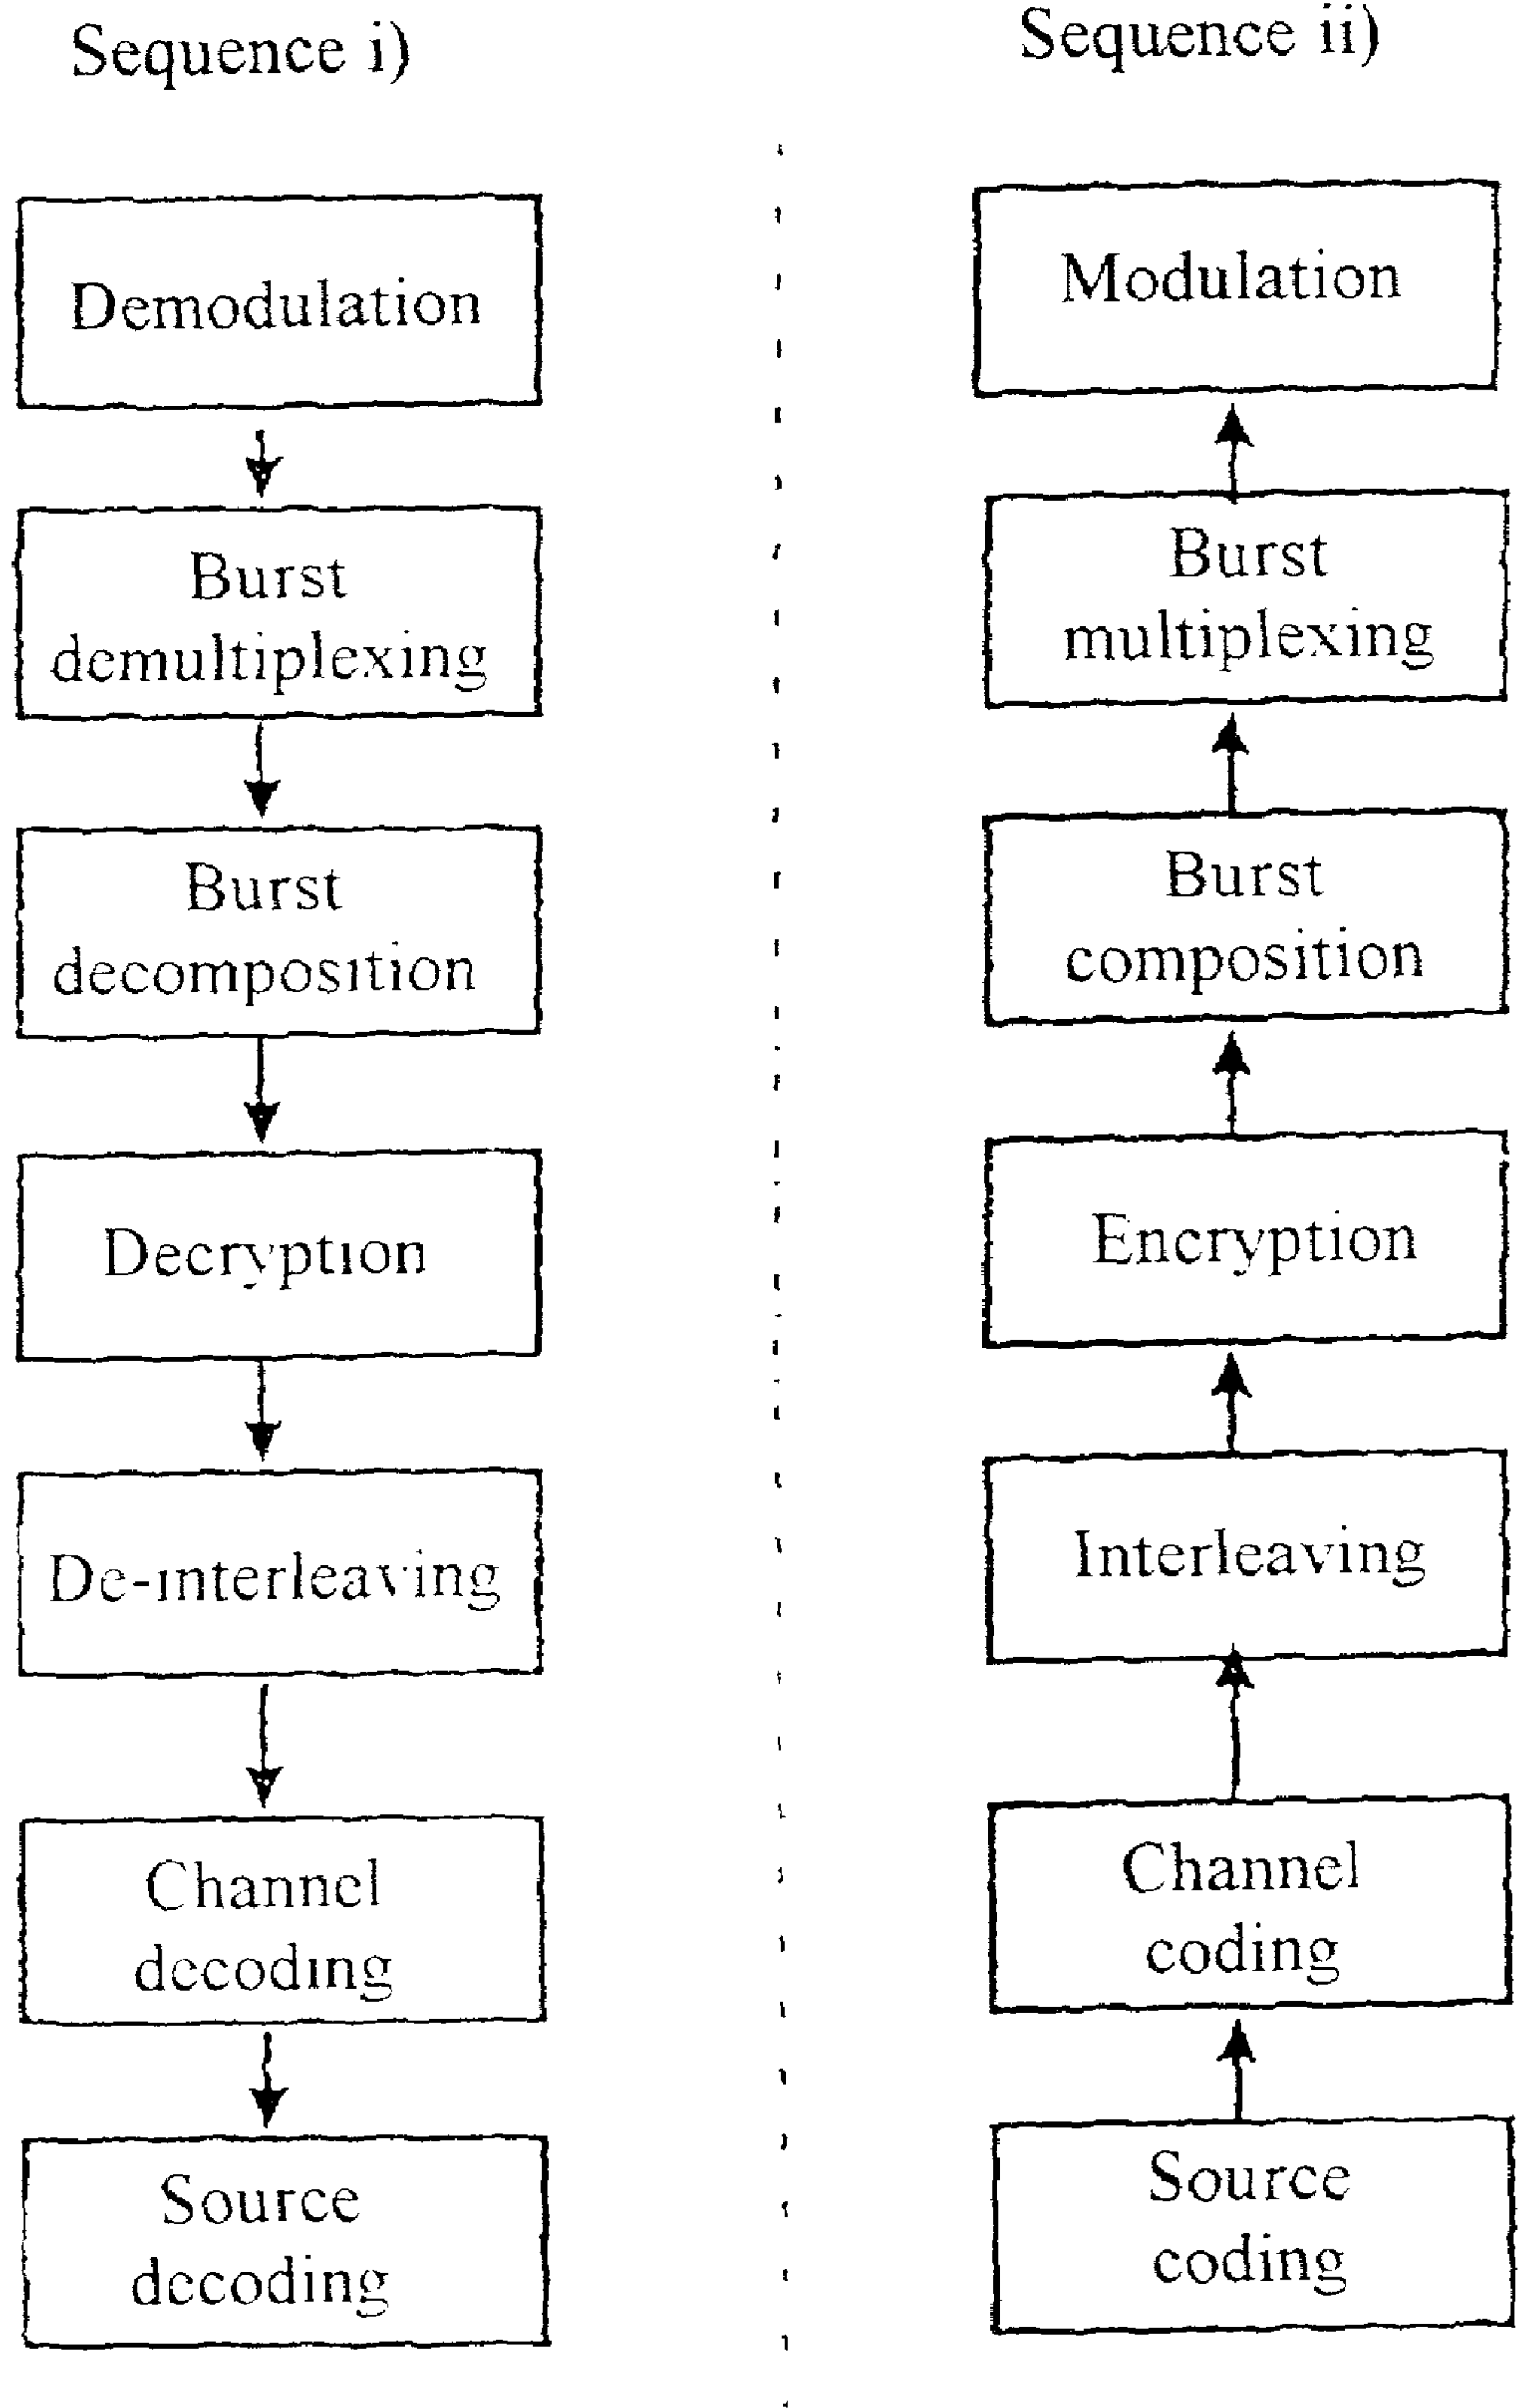 Sequence i)
Demodulation
Burst
demultiplexing
Burst
decomposition
Decryption
De-interleaving
Channel
decoding
Source
decoding
Sequence ii)
Modulation
Burst
multiplexing
Burst
composition
Encryption
Interleaving
Channel
coding
Source
coding